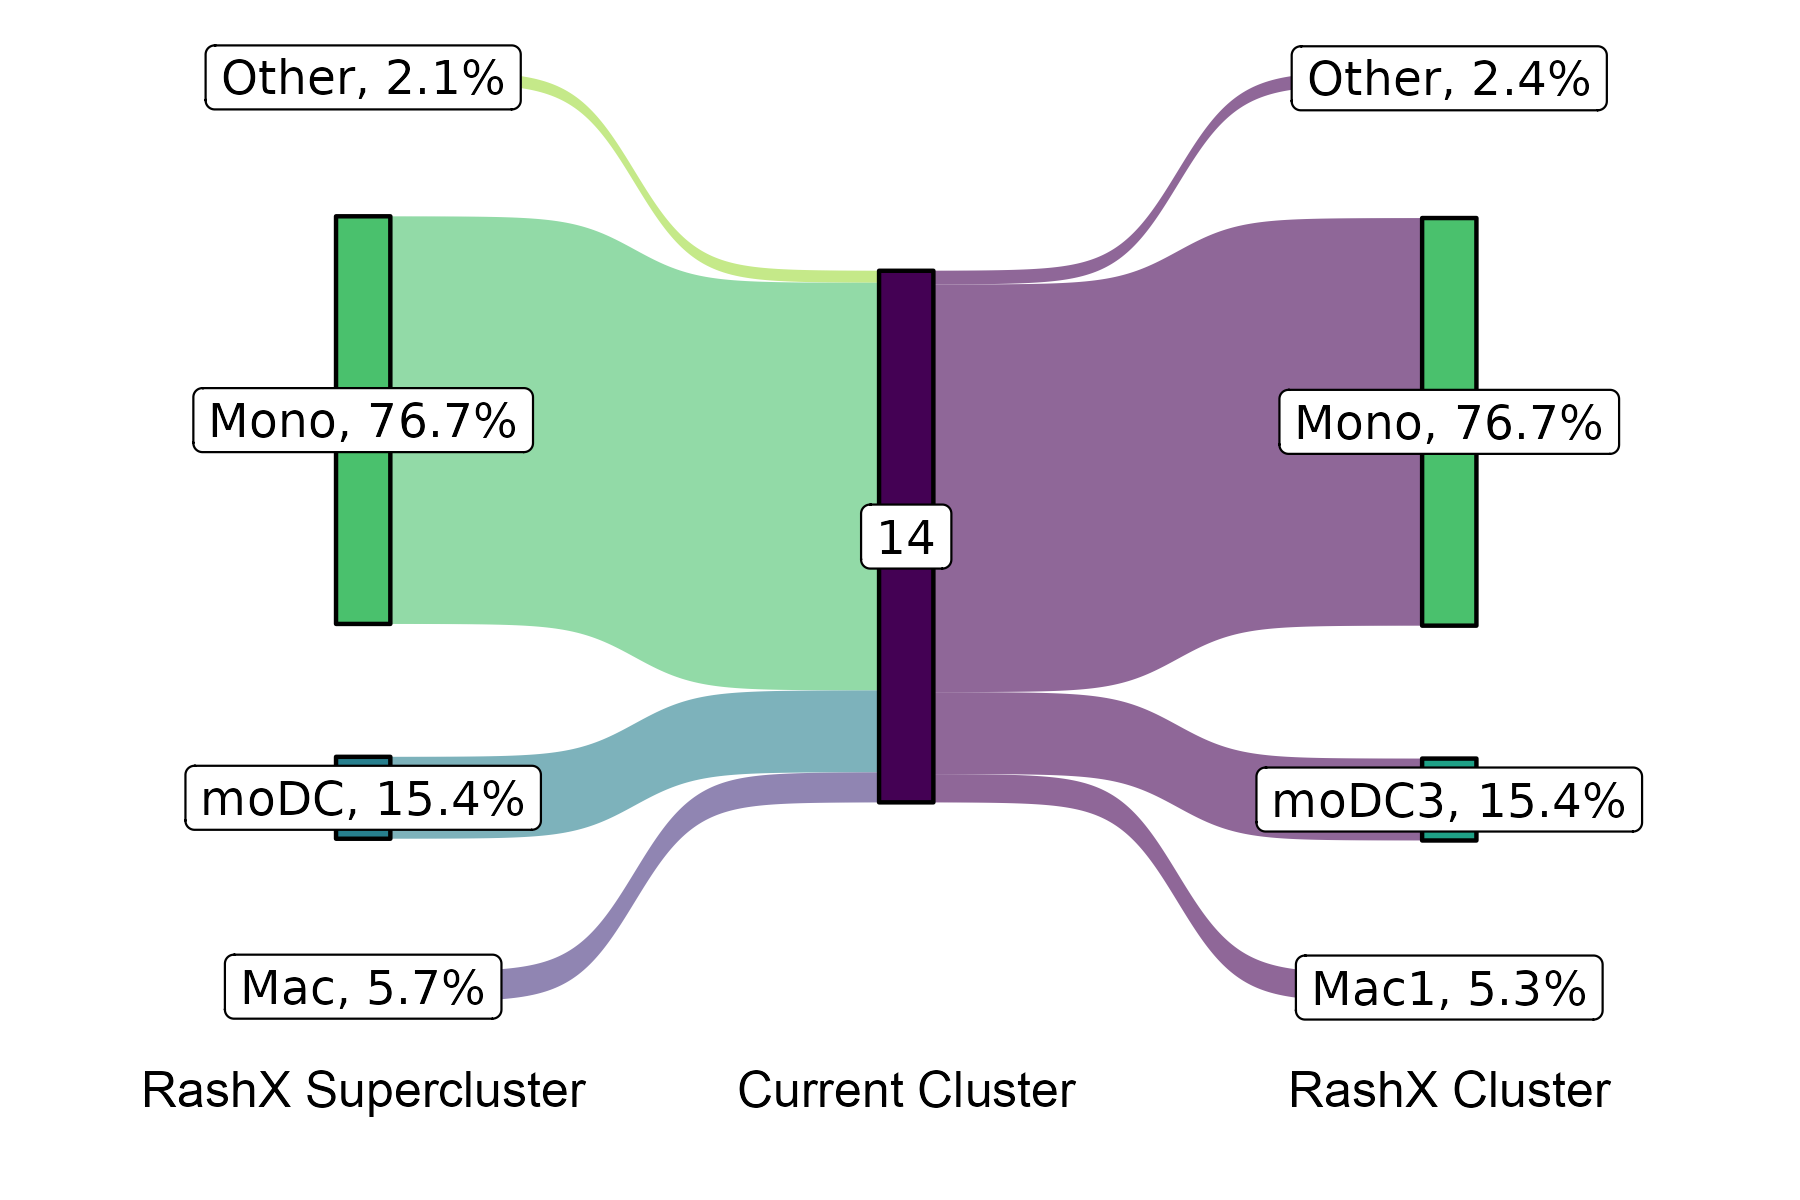 Other, 2.1%
Other, 2.4%
Mono, 76.7%
Mono, 76.7%
14
moDC, 15.4%
moDC3, 15.4%
Mac, 5.7%
Mac1, 5.3%
RashX Supercluster
Current Cluster
RashX Cluster